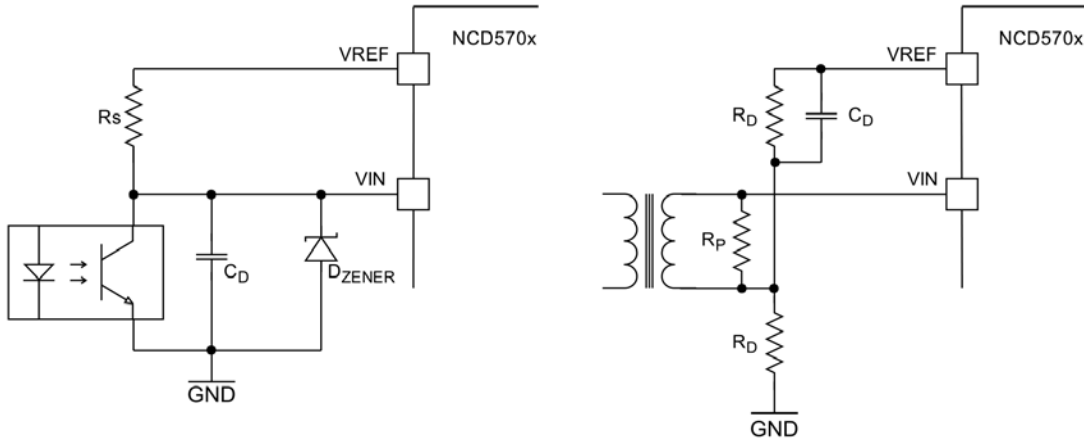 NCD570x
VREF
Rs
VIN
CD
DZENER
GND
NCD570x
VREF
RD
CD
VIN
RP
RD
GND